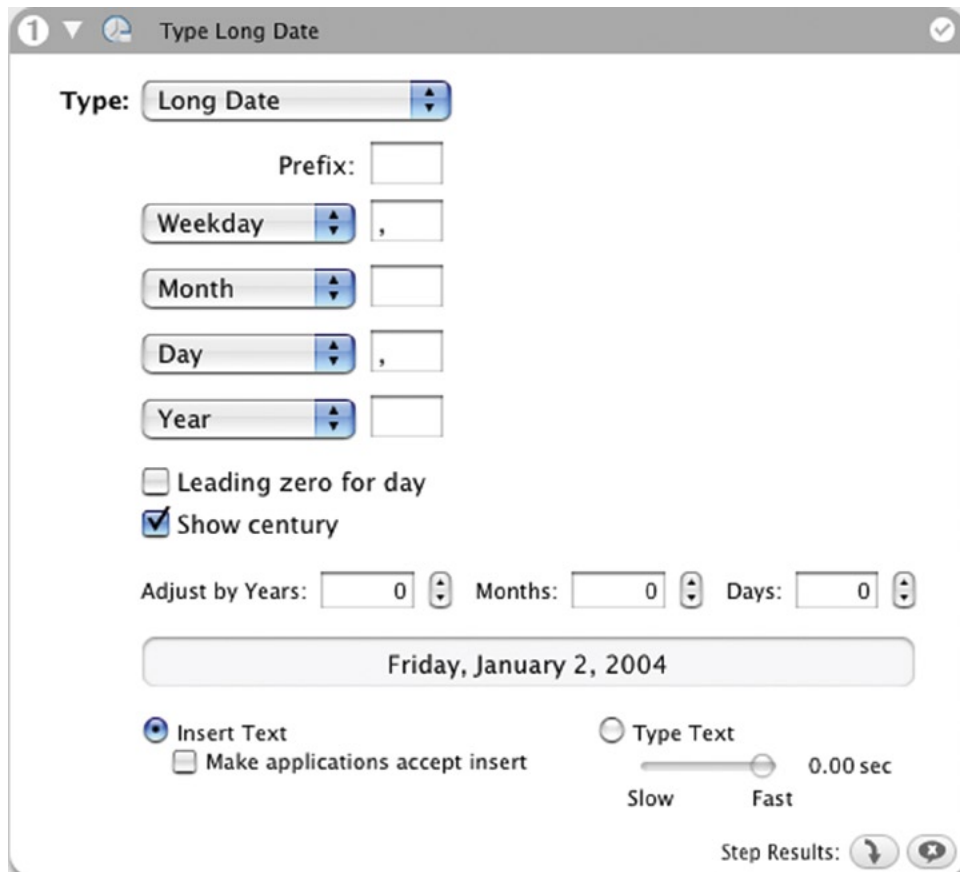 1 Type Long Date
Type: Long Date
Prefix:
Weekday ,
Month
Day ,
Year
Leading zero for day
Show century
Adjust by Years: 0 Months: 0 Days: 0
Friday, January 2, 2004
Insert Text Type Text
Make applications accept insert 0.00 sec
Slow Fast
Step Results: